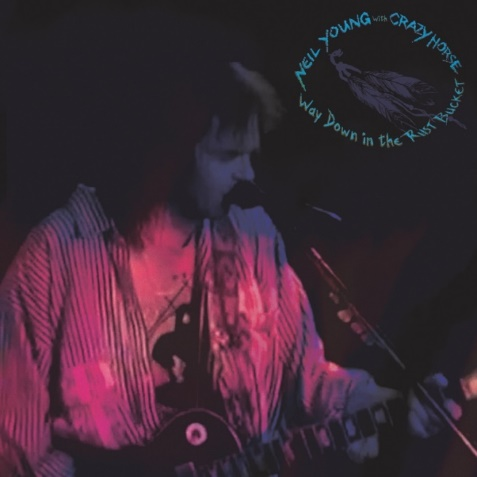 NEIL YOUNG with CRAZY HORSE
Way Down in the Rust Bucket